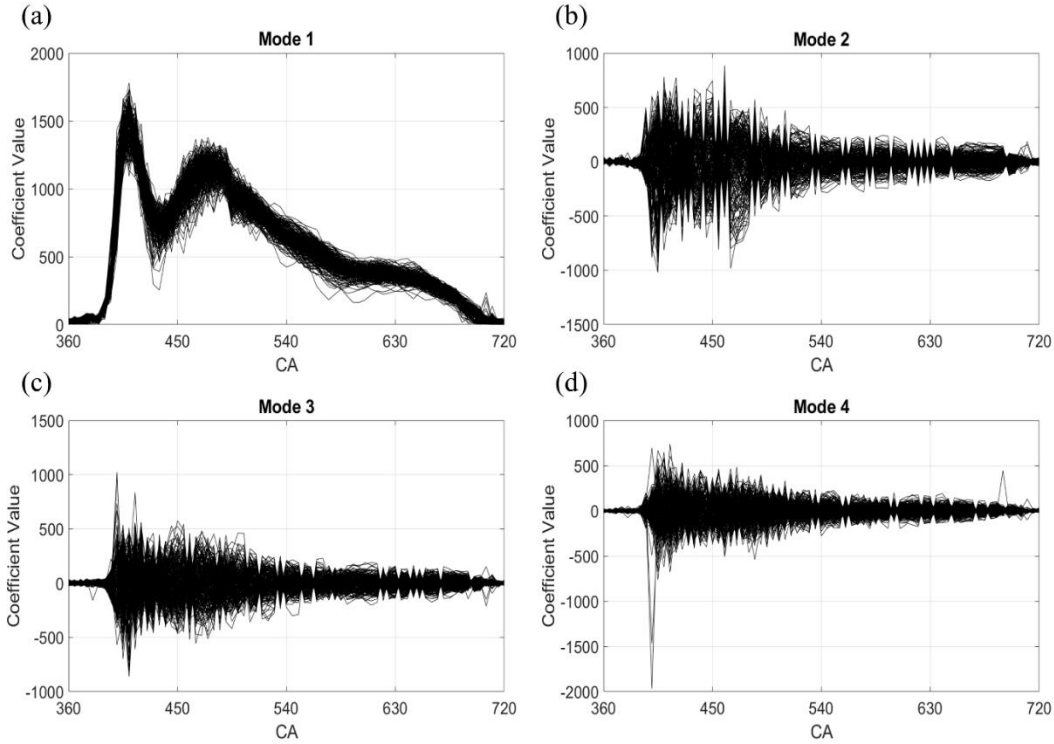 (a)
Mode 1
2000
1500
1000
500
0
Coefficient Value
360 450 540 630 720
CA
(b)
Mode 2
1000
500
0
-500
-1000
-1500
Coefficient Value
360 450 540 630 720
CA
(c)
Mode 3
1500
1000
500
0
-500
-1000
Coefficient Value
360 450 540 630 720
CA
(d)
Mode 4
1000
500
0
-500
-1000
-1500
-2000
Coefficient Value
360 450 540 630 720
CA